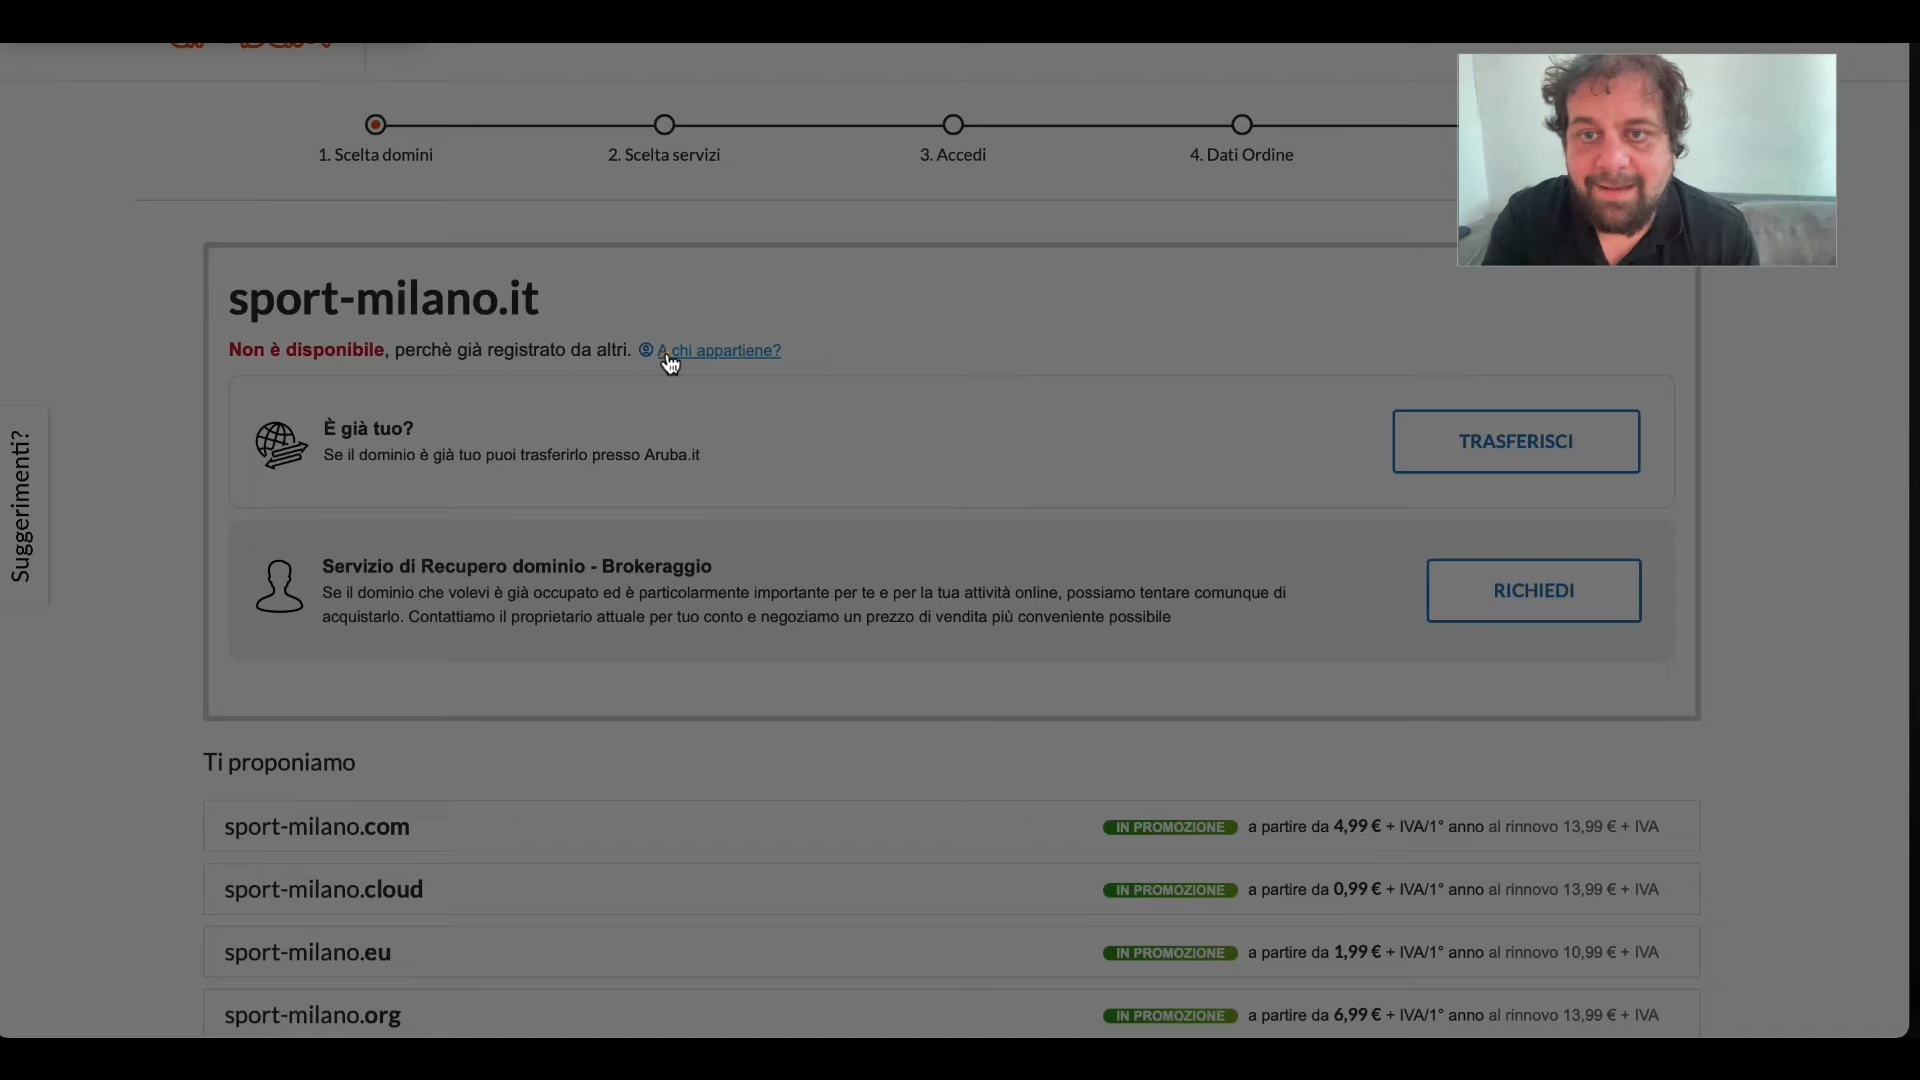 1. Scelta domini
2. Scelta servizi
3. Accedi
4. Dati Ordine
sport-milano.it
Non è disponibile, perchè già registrato da altri. A chi appartiene?
È già tuo?
Se il dominio è già tuo puoi trasferirlo presso Aruba.it
TRASFERISCI
Suggerimenti?
Servizio di Recupero dominio - Brokeraggio
Se il dominio che volevi è già occupato ed è particolarmente importante per te e per la tua attività online, possiamo tentare comunque di
acquistarlo. Contattiamo il proprietario attuale per tuo conto e negoziamo un prezzo di vendita più conveniente possibile
RICHIEDI
Ti proponiamo
sport-milano.com IN PROMOZIONE a partire da 4,99 € + IVA/1° anno al rinnovo 13,99 € + IVA
sport-milano.cloud IN PROMOZIONE a partire da 0,99 € + IVA/1° anno al rinnovo 13,99 € + IVA
sport-milano.eu IN PROMOZIONE a partire da 1,99 € + IVA/1° anno al rinnovo 10,99 € + IVA
sport-milano.org IN PROMOZIONE a partire da 6,99 € + IVA/1° anno al rinnovo 13,99 € + IVA